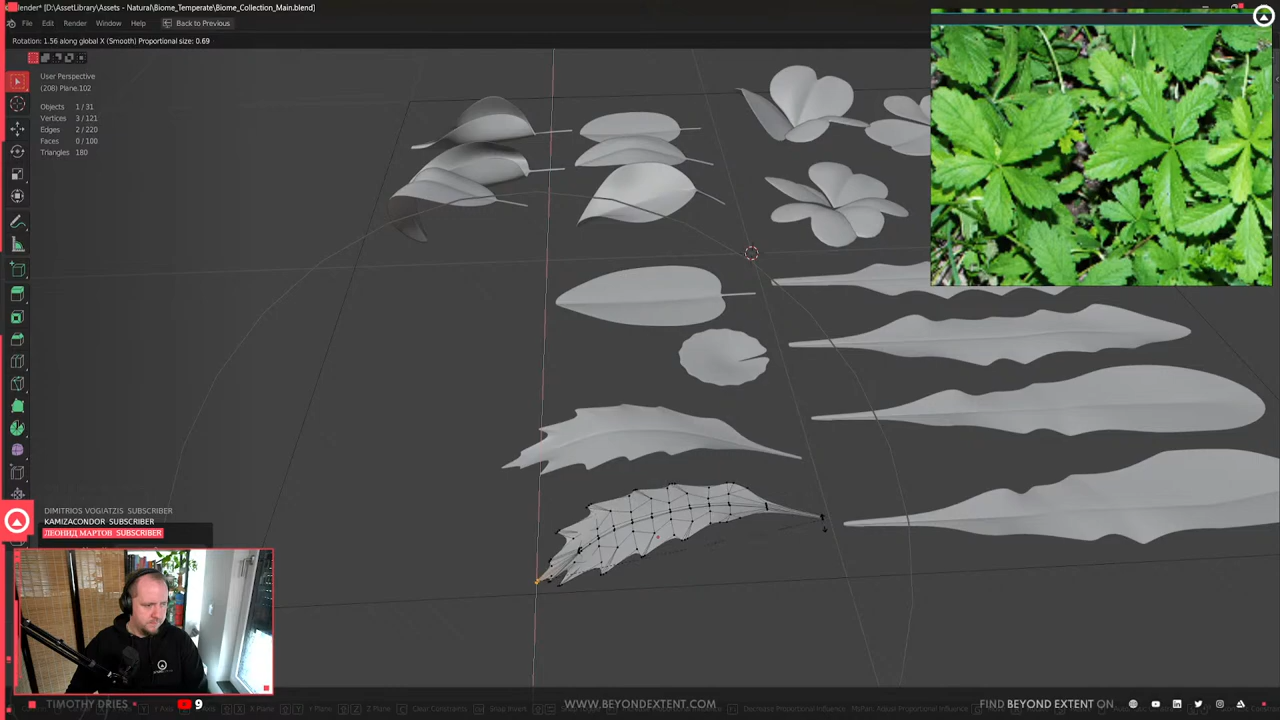 ender* [D:\AssetLibrary\Assets - Natural\Biome_Temperate\Biome_Collection_Main.blend]
File Edit Render Window Help Back to Previous
Rotation: 1.56 along global X (Smooth) Proportional size: 0.69
User Perspective
(208) Plane.102
Objects 1 / 31
Vertices 3 / 121
Edges 2 / 220
Faces 0 / 100
Triangles 180
DIMITRIOS VOGIATZIS SUBSCRIBER
KAMIZACONDOR SUBSCRIBER
ЛЕОНИД МАРТОВ SUBSCRIBER
TIMOTHY DRIES 9 WWW.BEYONDEXTENT.COM FIND BEYOND EXTENT ON